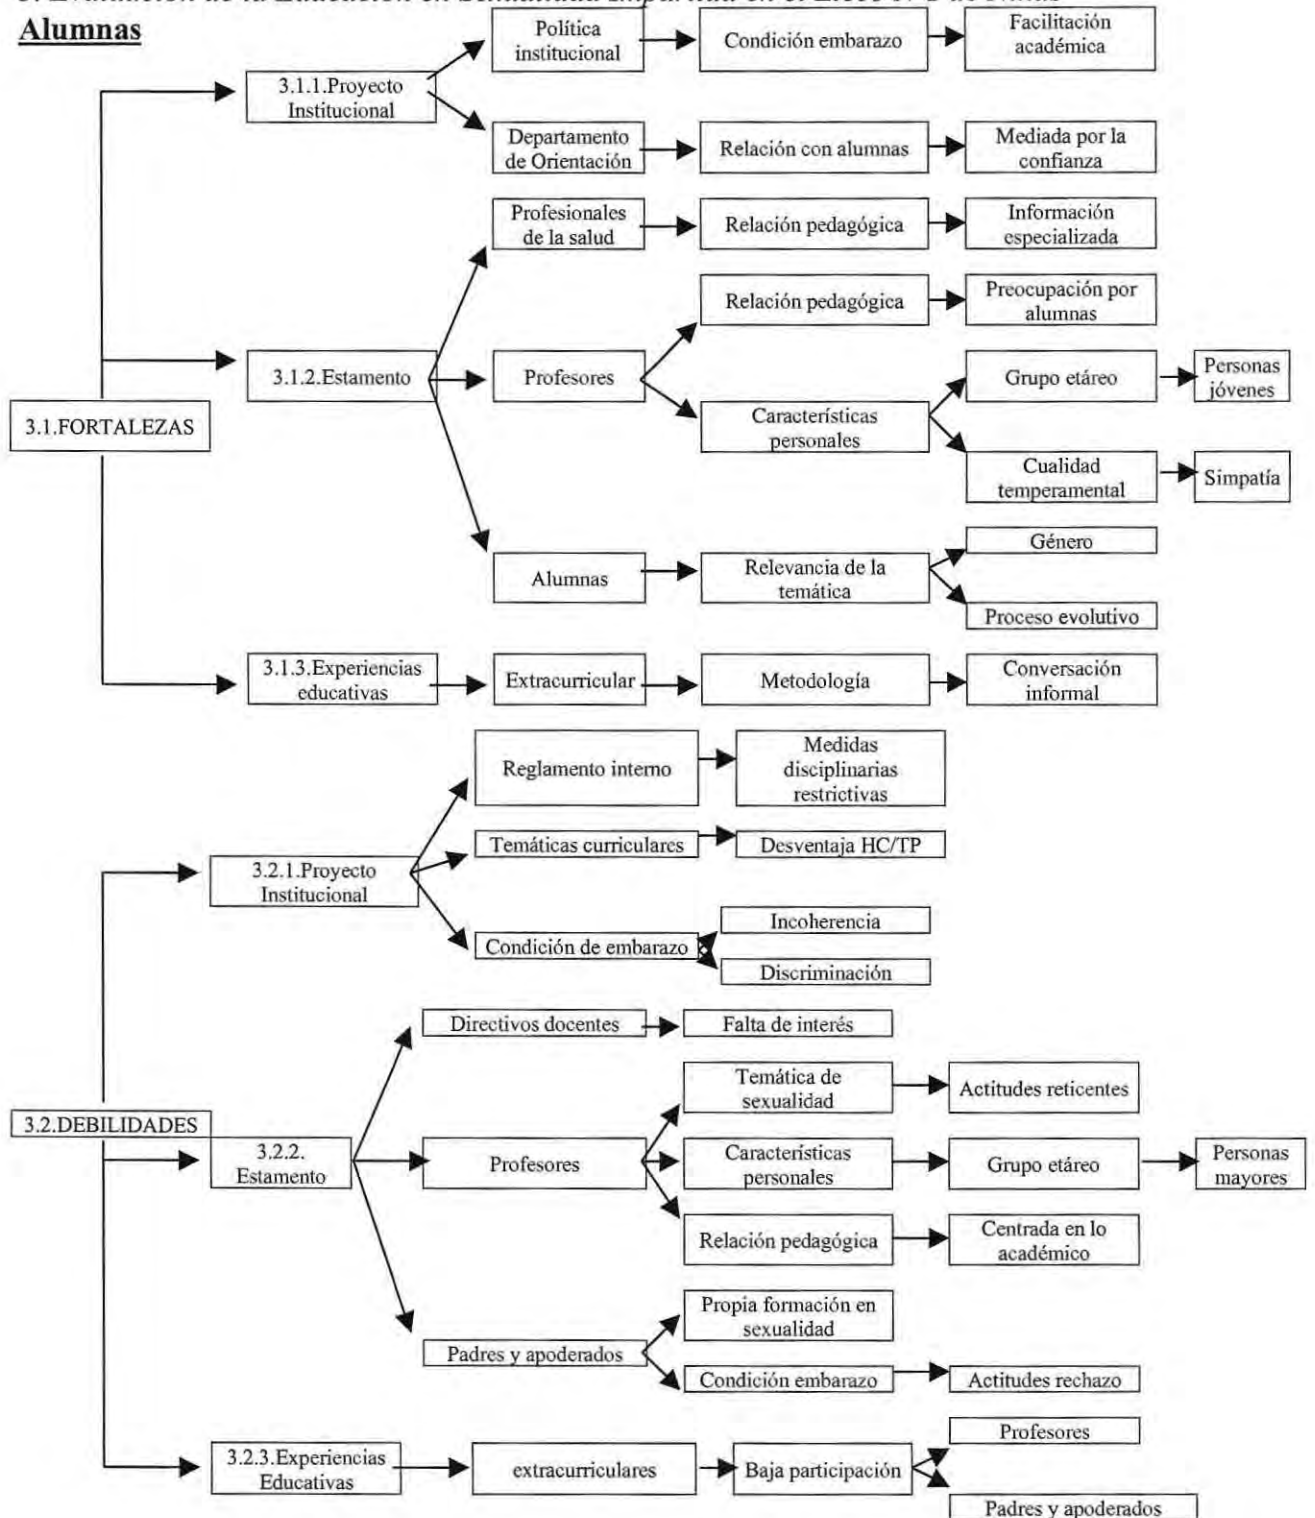 Alumnas
Política
institucional
Condición embarazo
Facilitación
académica
3.1.1.Proyecto
Institucional
Departamento
de Orientación
Relación con alumnas
Mediada por la
confianza
Profesionales
de la salud
Relación pedagógica
Información
especializada
Relación pedagógica
Preocupación por
alumnas
3.1.2.Estamento
Profesores
Grupo etáreo
Personas
jóvenes
3.1.FORTALEZAS
Características
personales
Cualidad
temperamental
Simpatía
Género
Alumnas
Relevancia de la
temática
Proceso evolutivo
3.1.3.Experiencias
educativas
Extracurricular
Metodología
Conversación
informal
Reglamento interno
Medidas
disciplinarias
restrictivas
Temáticas curriculares
Desventaja HC/TP
3.2.1.Proyecto
Institucional
Incoherencia
Condición de embarazo
Discriminación
Directivos docentes
Falta de interés
Temática de
sexualidad
Actitudes reticentes
3.2.DEBILIDADES
3.2.2.
Estamento
Profesores
Características
personales
Grupo etáreo
Personas
mayores
Relación pedagógica
Centrada en lo
académico
Propia formación en
sexualidad
Padres y apoderados
Condición embarazo
Actitudes rechazo
Profesores
3.2.3.Experiencias
Educativas
extracurriculares
Baja participación
Padres y apoderados